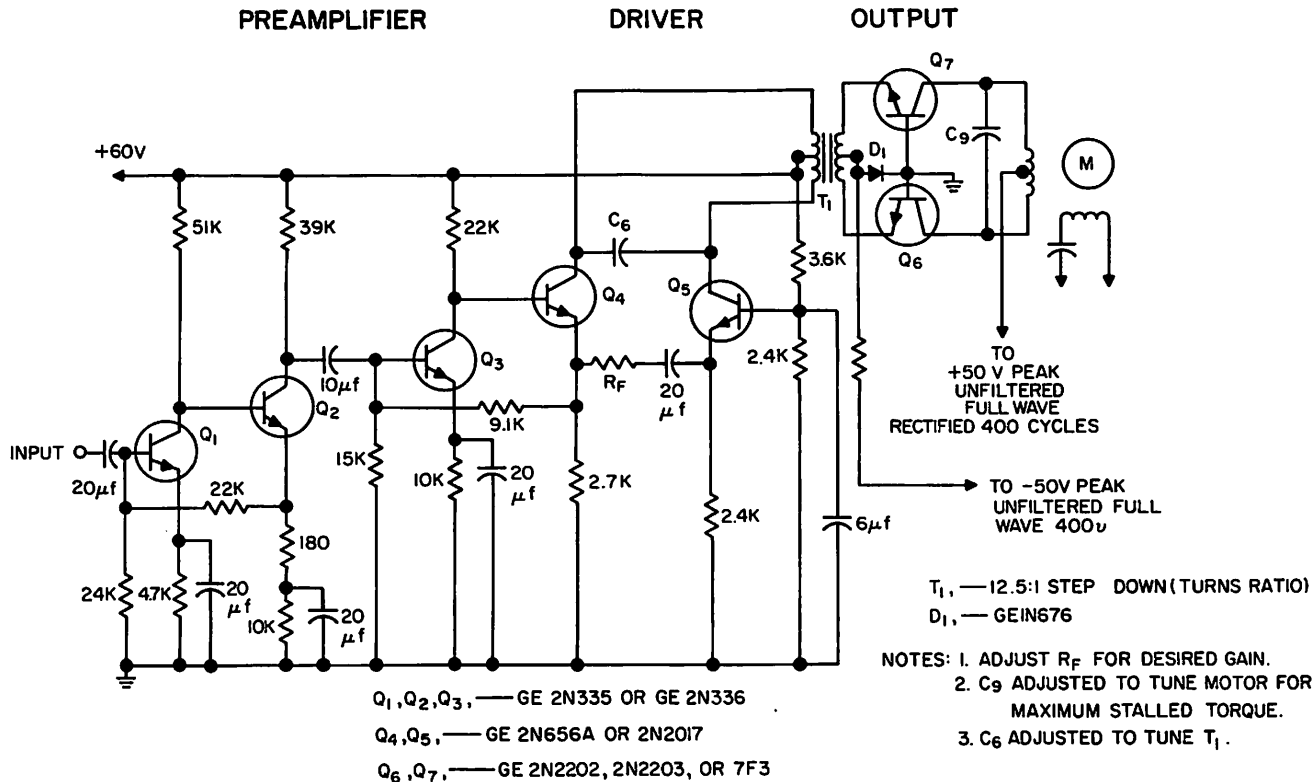 PREAMPLIFIER DRIVER OUTPUT
Q7
C9
D1
M
+60V
T1
51K
39K
22K
C6
Q6
3.6K
Q4
Q5
Q3
10μf
RF
20
μf
2.4K
Q2
9.1K
Q1
INPUT
20μf
22K
15K
10K
20
μf
2.7K
2.4K
6μf
180
24K
4.7K
20
μf
10K
20
μf
TO
+50 V PEAK
UNFILTERED
FULL WAVE
RECTIFIED 400 CYCLES
TO -50V PEAK
UNFILTERED FULL
WAVE 400υ
T1, — 12.5:1 STEP DOWN (TURNS RATIO)
D1, — GEIN676
NOTES: 1. ADJUST RF FOR DESIRED GAIN.
2. C9 ADJUSTED TO TUNE MOTOR FOR
MAXIMUM STALLED TORQUE.
3. C6 ADJUSTED TO TUNE T1.
Q1,Q2,Q3, — GE 2N335 OR GE 2N336
Q4,Q5, — GE 2N656A OR 2N2017
Q6,Q7, — GE 2N2202, 2N2203, OR 7F3